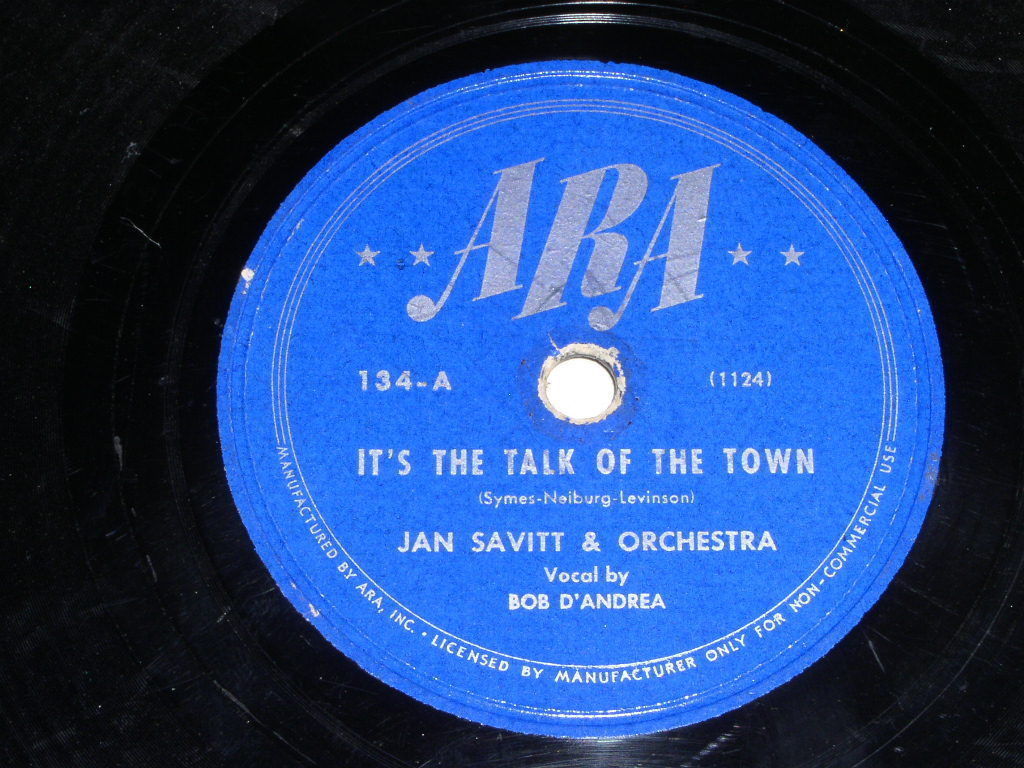 ARA
134-A
(1124)
IT'S THE TALK OF THE TOWN
(Symes-Neiburg-Levinson)
JAN SAVITT & ORCHESTRA
Vocal by
BOB D'ANDREA
MANUFACTURED BY ARA, INC. • LICENSED BY MANUFACTURER ONLY FOR NON-COMMERCIAL USE